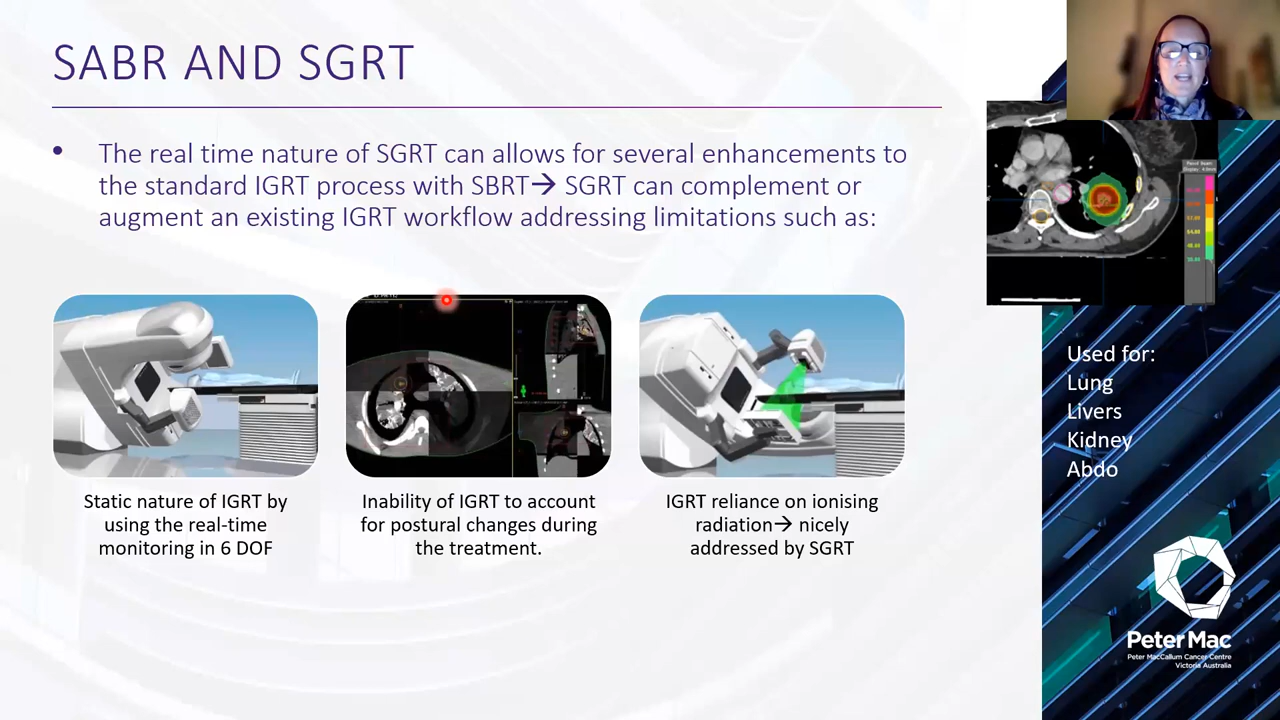 SABR AND SGRT
• The real time nature of SGRT can allows for several enhancements to
the standard IGRT process with SBRT→ SGRT can complement or
augment an existing IGRT workflow addressing limitations such as:
Static nature of IGRT by
using the real-time
monitoring in 6 DOF
Inability of IGRT to account
for postural changes during
the treatment.
IGRT reliance on ionising
radiation→ nicely
addressed by SGRT
Used for:
Lung
Livers
Kidney
Abdo
Peter Mac
Peter MacCallum Cancer Centre
Victoria Australia